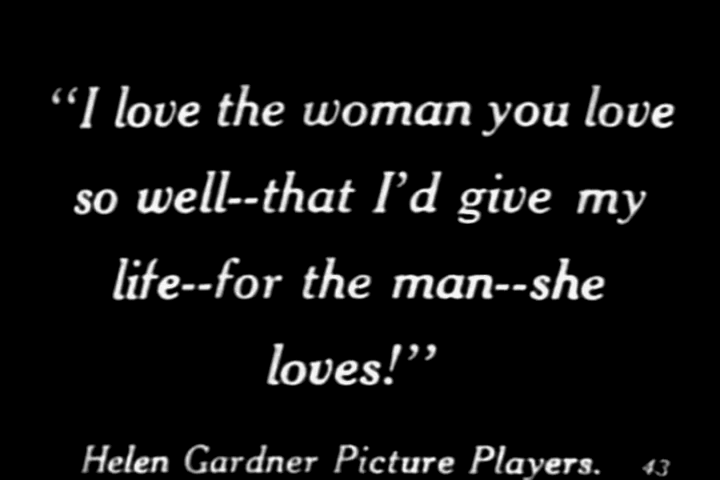 “I love the woman you love
so well--that I’d give my
life--for the man--she
loves!”
Helen Gardner Picture Players. 43